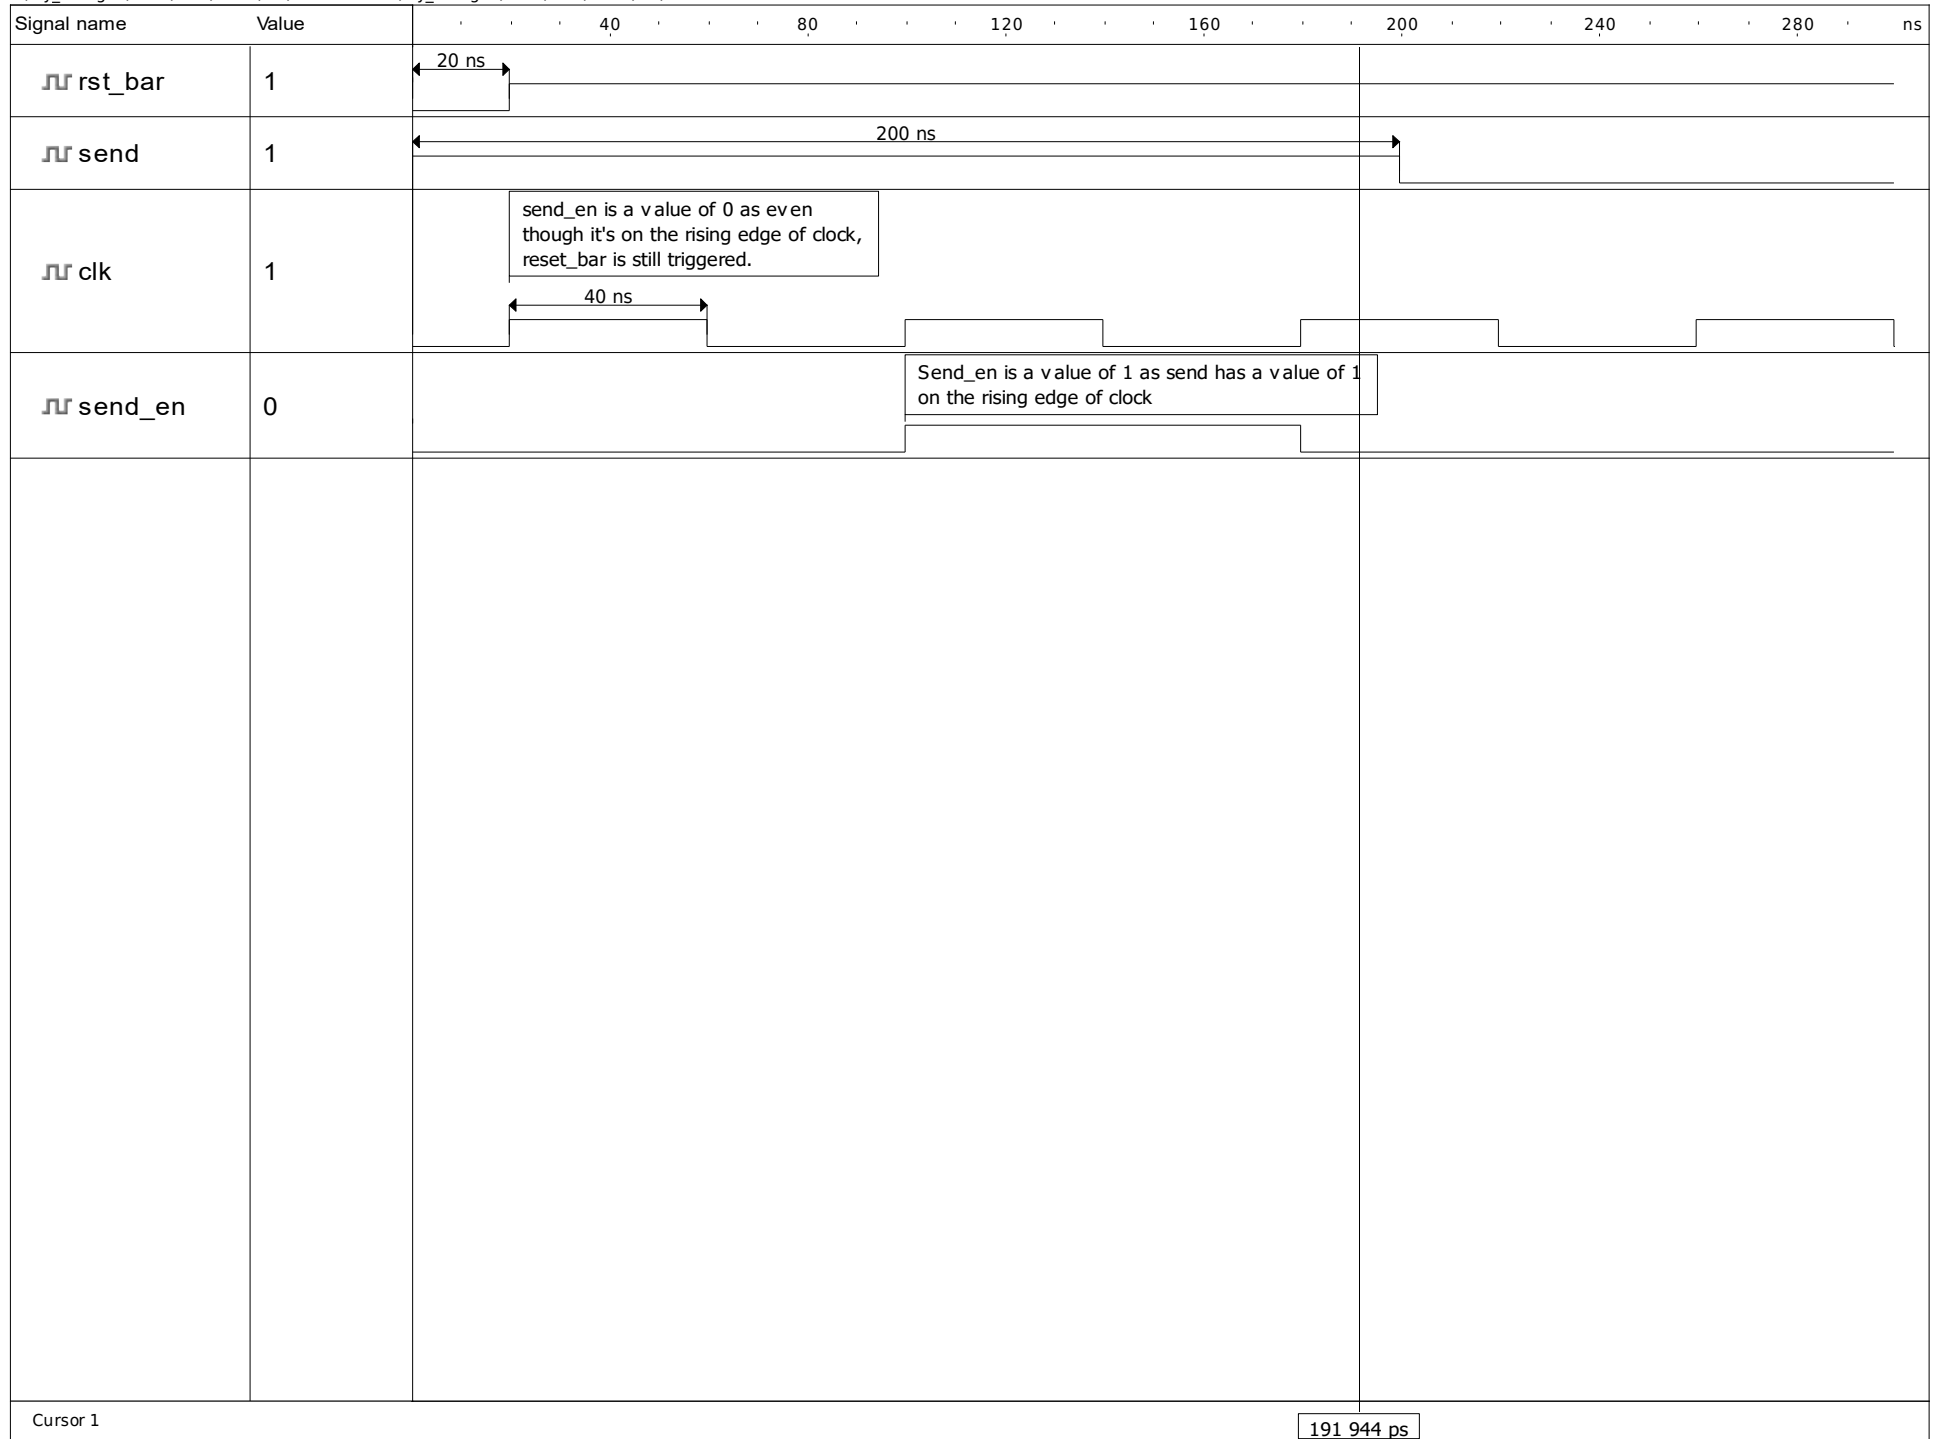 Signal name Value 40 80 120 160 200 240 280 ns
rst_bar 1 20 ns
send 1 200 ns
clk 1
send_en is a value of 0 as even
though it's on the rising edge of clock,
reset_bar is still triggered.
40 ns
send_en 0
Send_en is a value of 1 as send has a value of 1
on the rising edge of clock
Cursor 1
191 944 ps